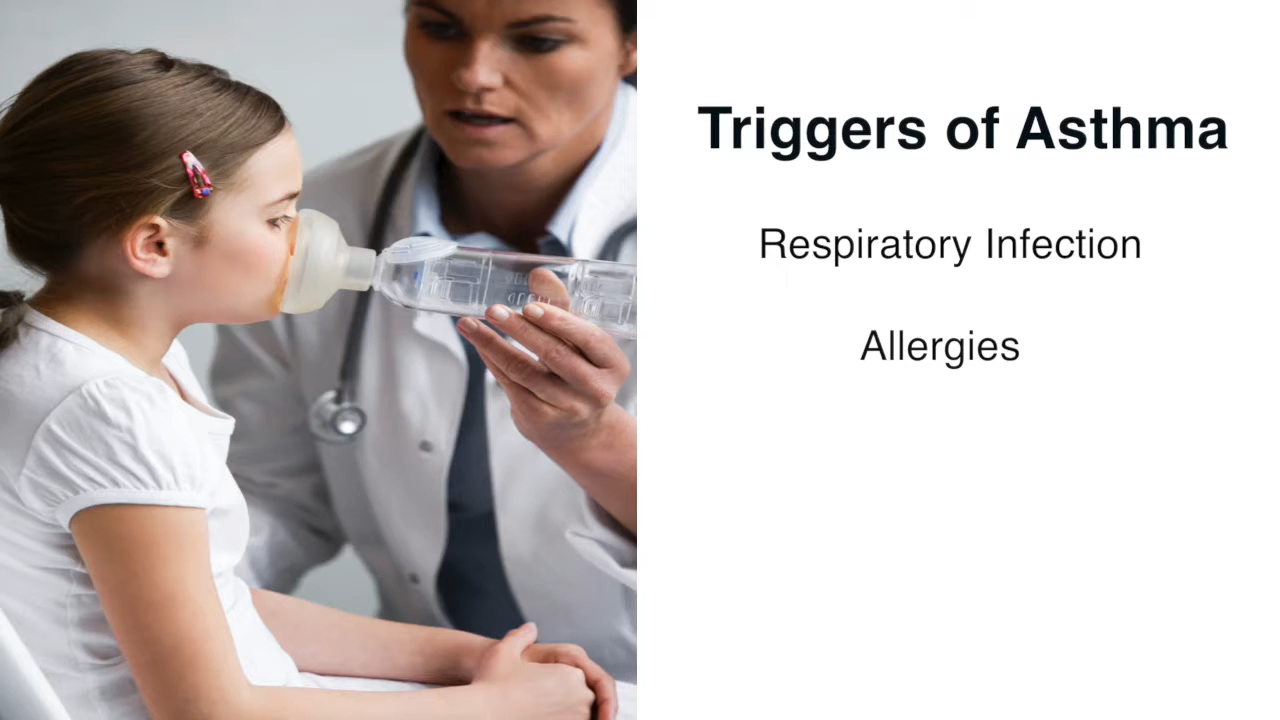 Triggers of Asthma
Respiratory Infection
Allergies